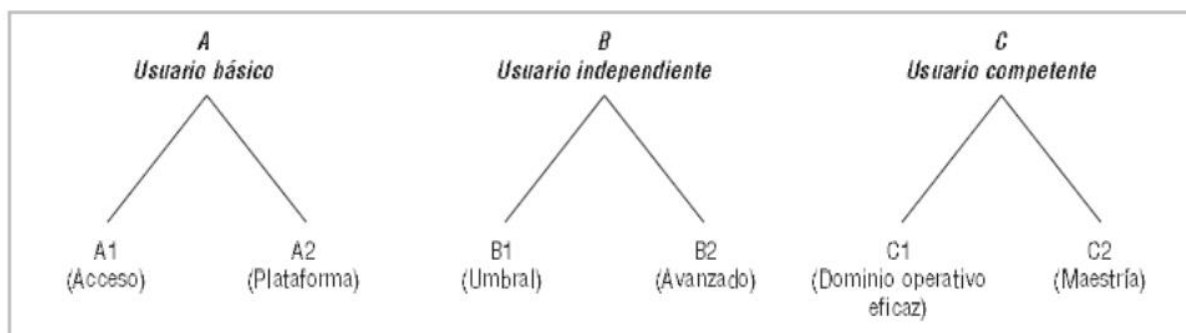 A
Usuario básico
B
Usuario independiente
C
Usuario competente
A1
(Acceso)
A2
(Plataforma)
B1
(Umbral)
B2
(Avanzado)
C1
(Dominio operativo
eficaz)
C2
(Maestría)